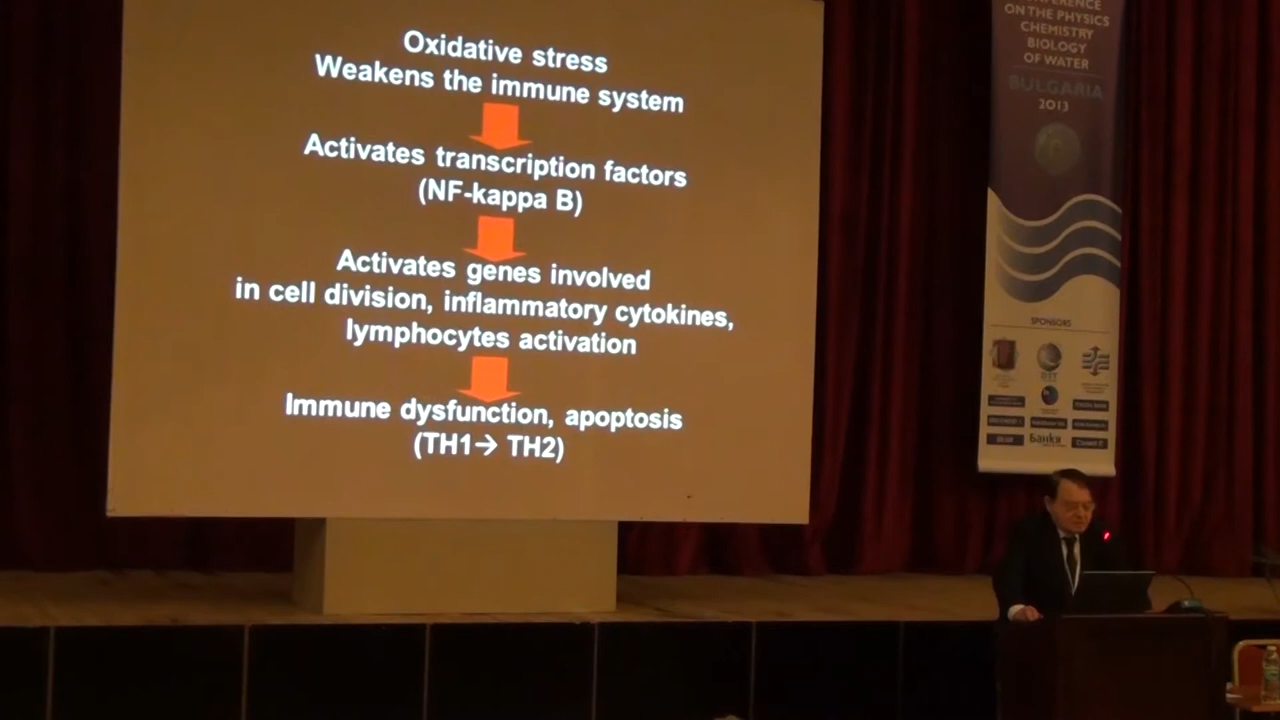 Oxidative stress
Weakens the immune system
Activates transcription factors
(NF-kappa B)
Activates genes involved
in cell division, inflammatory cytokines,
lymphocytes activation
Immune dysfunction, apoptosis
(TH1→ TH2)
ON THE PHYSICS
CHEMISTRY
BIOLOGY
OF WATER
BULGARIA
2013
SPONSORS
Банкя